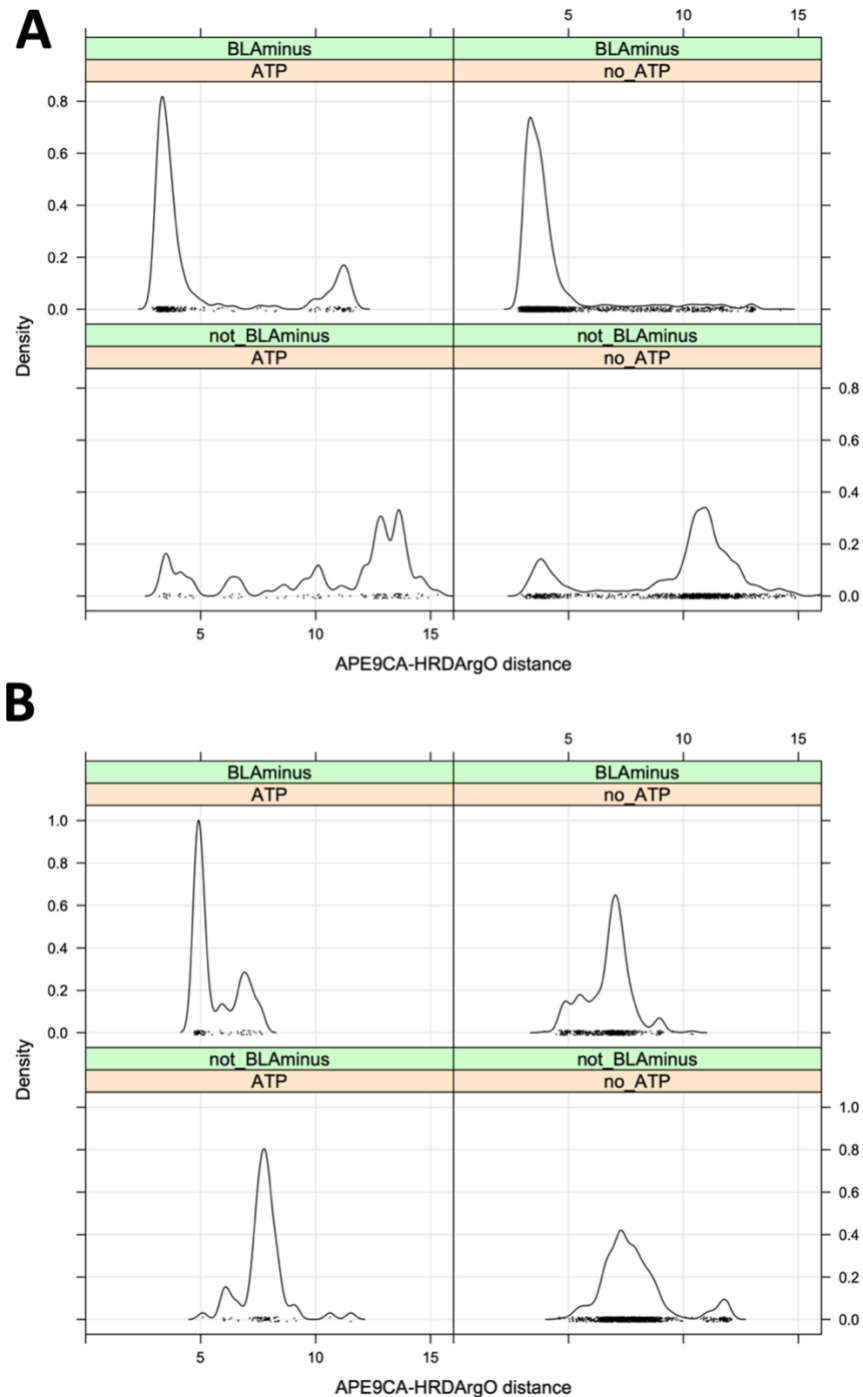 A
5 10 15
BLAminus BLAminus
ATP no_ATP
0.8
0.6
0.4
0.2
0.0
not_BLAminus not_BLAminus
ATP no_ATP
0.8
0.6
0.4
0.2
0.0
Density
5 10 15
APE9CA-HRDArgO distance
B
5 10 15
BLAminus BLAminus
ATP no_ATP
1.0
0.8
0.6
0.4
0.2
0.0
not_BLAminus not_BLAminus
ATP no_ATP
1.0
0.8
0.6
0.4
0.2
0.0
Density
5 10 15
APE9CA-HRDArgO distance